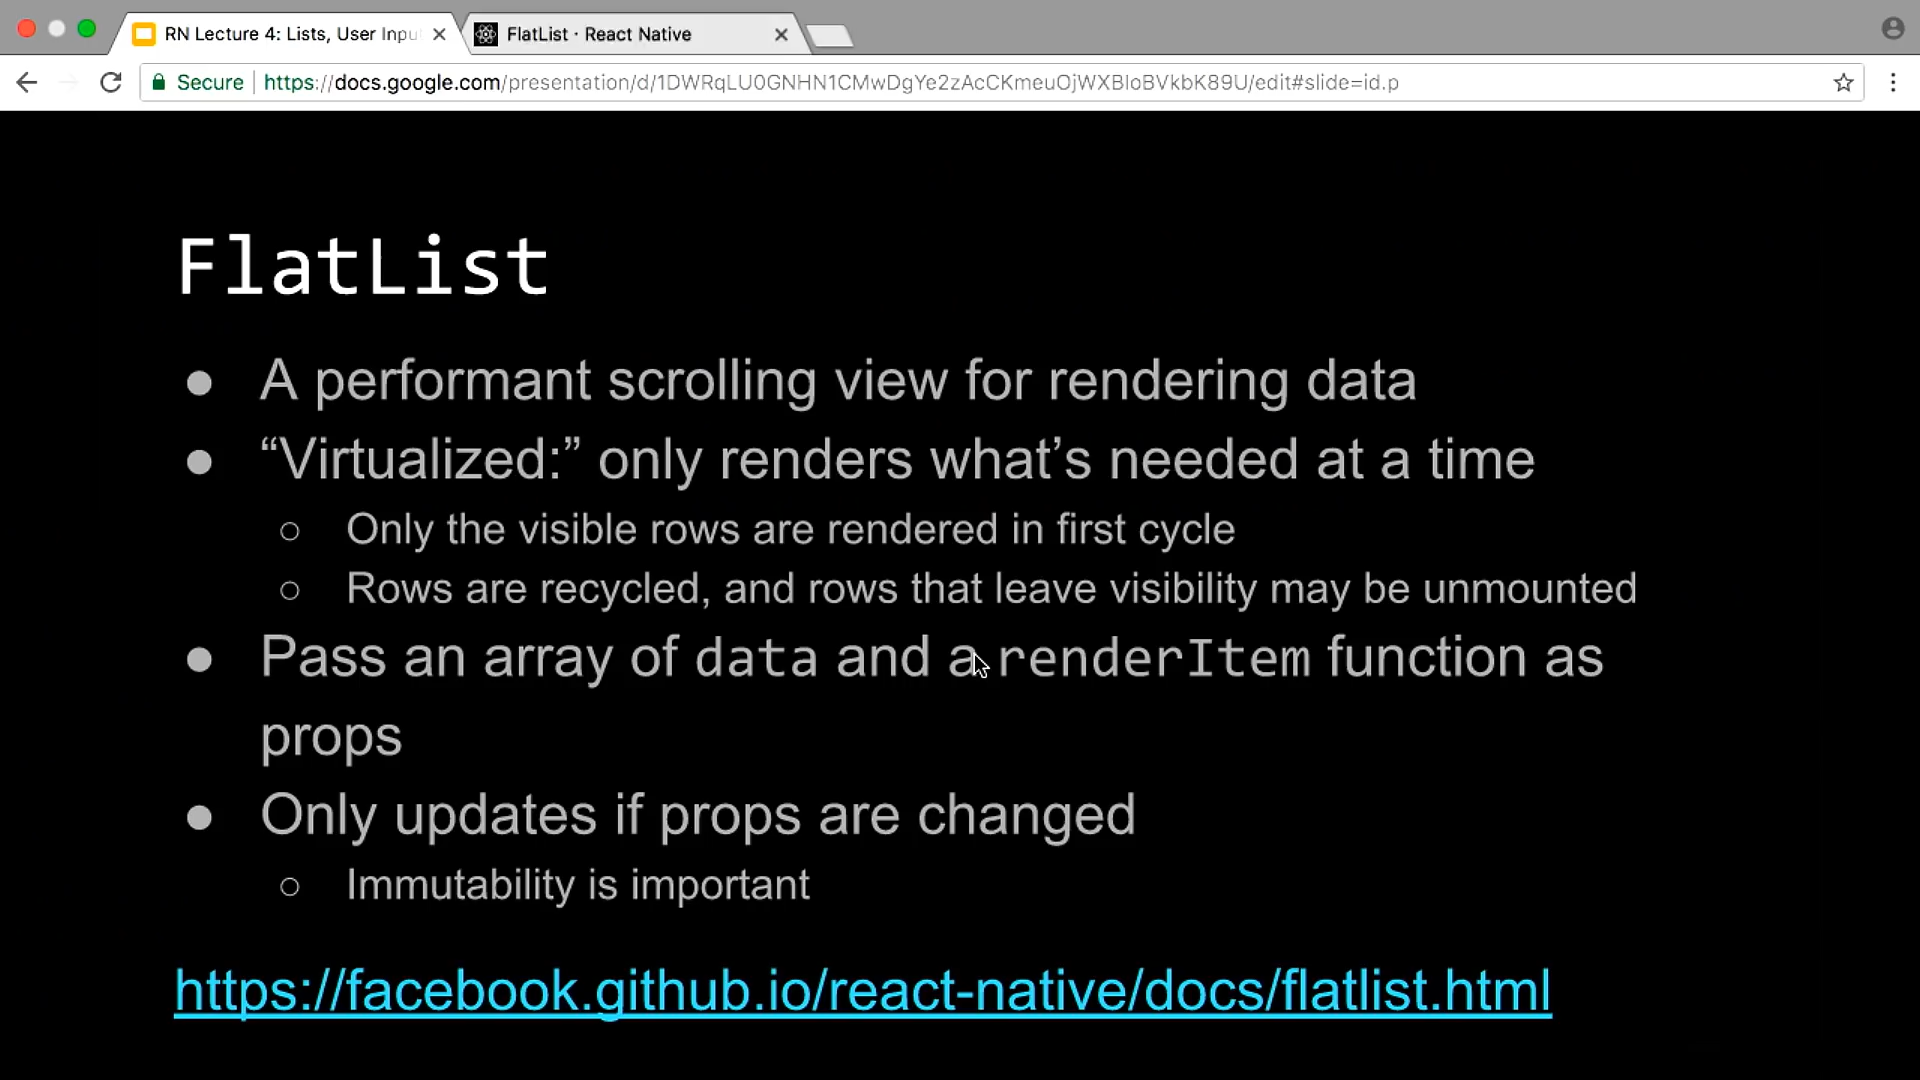 RN Lecture 4: Lists, User Inpu
FlatList · React Native
Secure
https://docs.google.com/presentation/d/1DWRqLU0GNHN1CMwDgYe2zAcCKmeuOjWXBIoBVkbK89U/edit#slide=id.p
FlatList
● A performant scrolling view for rendering data
● “Virtualized:” only renders what’s needed at a time
○ Only the visible rows are rendered in first cycle
○ Rows are recycled, and rows that leave visibility may be unmounted
● Pass an array of data and a renderItem function as
props
● Only updates if props are changed
○ Immutability is important
https://facebook.github.io/react-native/docs/flatlist.html